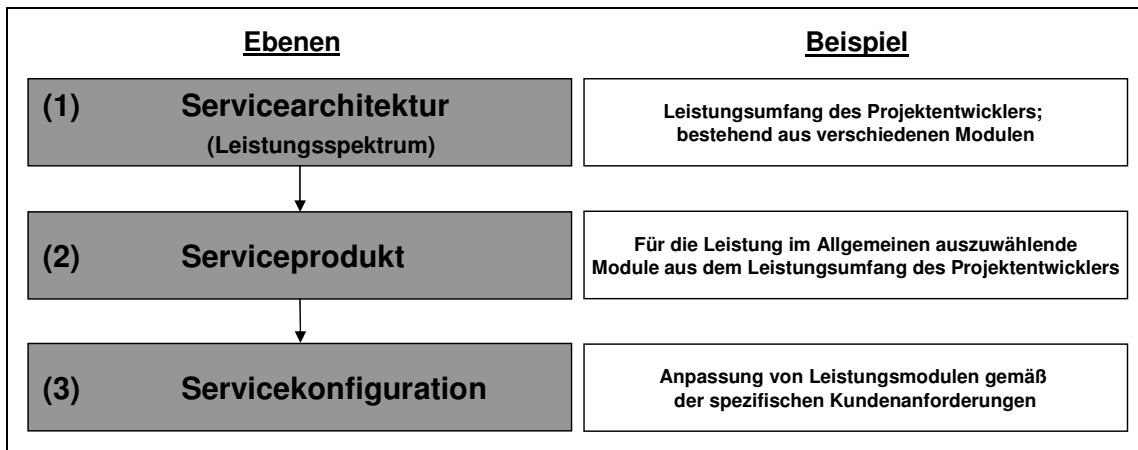 Ebenen
Beispiel
(1) Servicearchitektur
(Leistungsspektrum)
Leistungsumfang des Projektentwicklers;
bestehend aus verschiedenen Modulen
(2) Serviceprodukt
Für die Leistung im Allgemeinen auszuwählende
Module aus dem Leistungsumfang des Projektentwicklers
(3) Servicekonfiguration
Anpassung von Leistungsmodulen gemäß
der spezifischen Kundenanforderungen